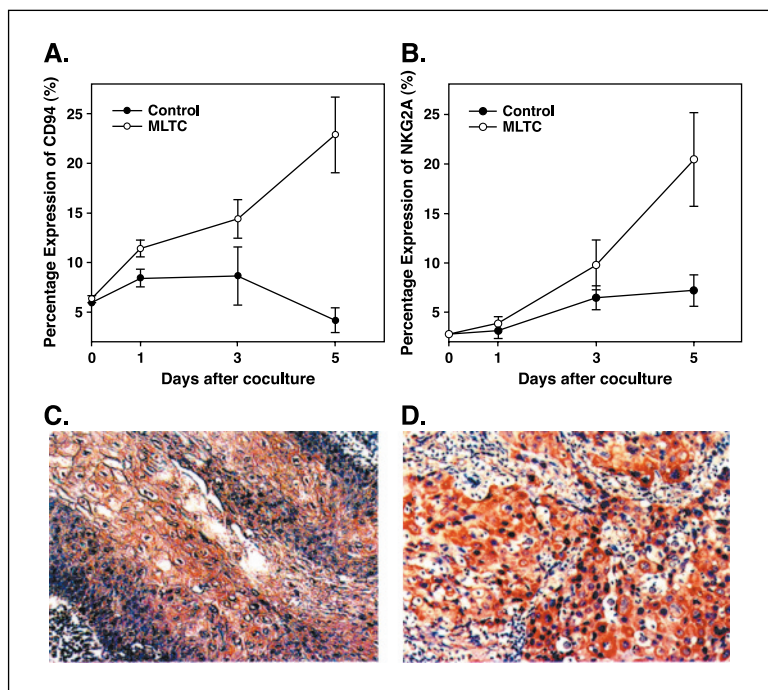 A.
Percentage Expression of CD94 (%)
25
20
15
10
5
Control
MLTC
0 1 3 5
Days after coculture
B.
Percentage Expression of NKG2A (%)
25
20
15
10
5
Control
MLTC
0 1 3 5
Days after coculture
C.
D.